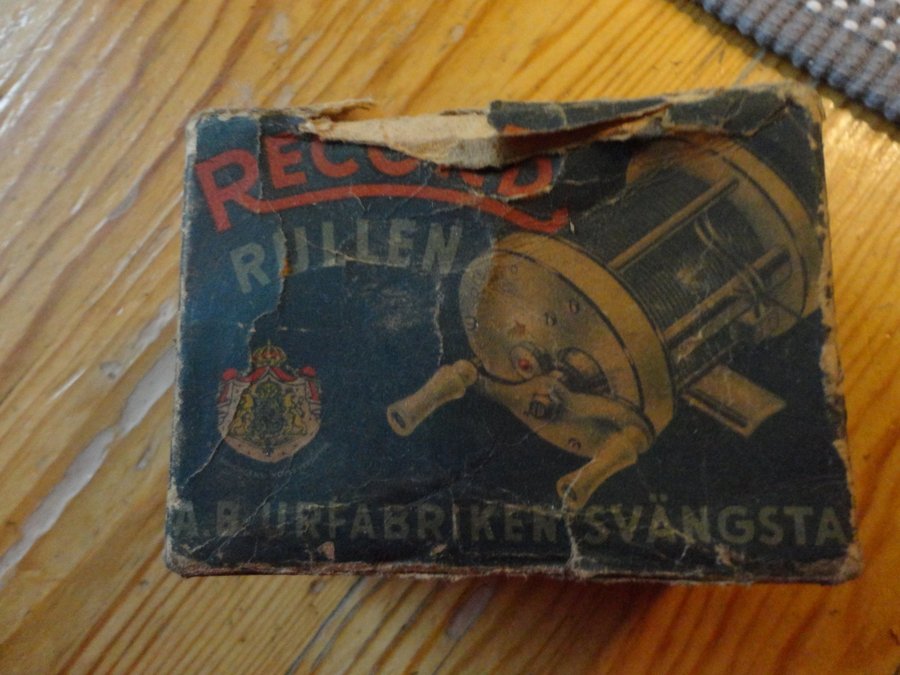 RECORD
RULLEN
A.B. URFABRIKEN SVÄNGSTA